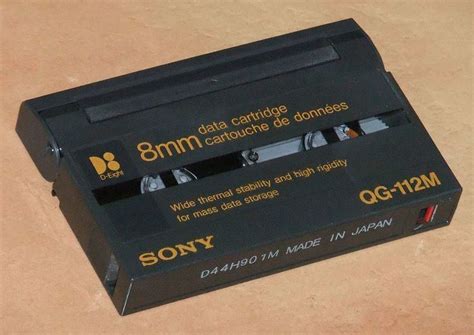 8mm data cartridge
cartouche de données
D-Eight
Wide thermal stability and high rigidity
for mass data storage
QG-112M
SONY
D44H901M MADE IN JAPAN